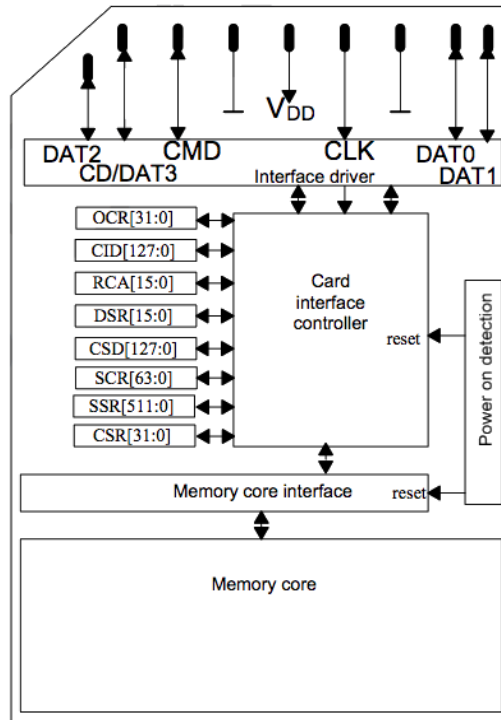 V_DD
DAT2
CMD
CLK
DAT0
CD/DAT3
Interface driver
DAT1
OCR[31:0]
CID[127:0]
RCA[15:0]
DSR[15:0]
CSD[127:0]
SCR[63:0]
SSR[511:0]
CSR[31:0]
Card
interface
controller
reset
Power on detection
Memory core interface
reset
Memory core